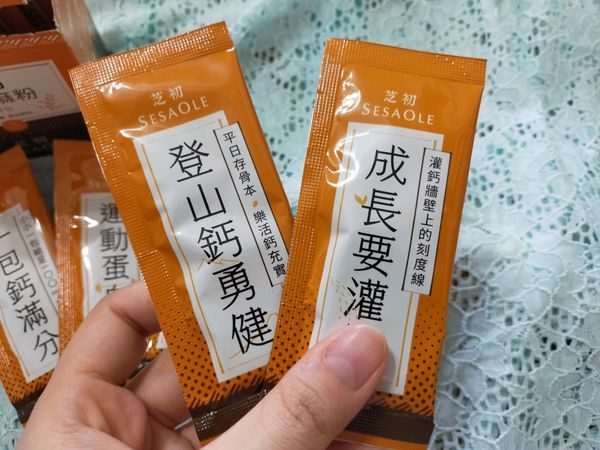 芝初
SESAOLE
登山鈣勇健
平日存骨本・樂活鈣充實
芝初
SESAOLE
成長要灌
灌鈣牆壁上的刻度線
麻粉
一包鈣滿分
運動蛋